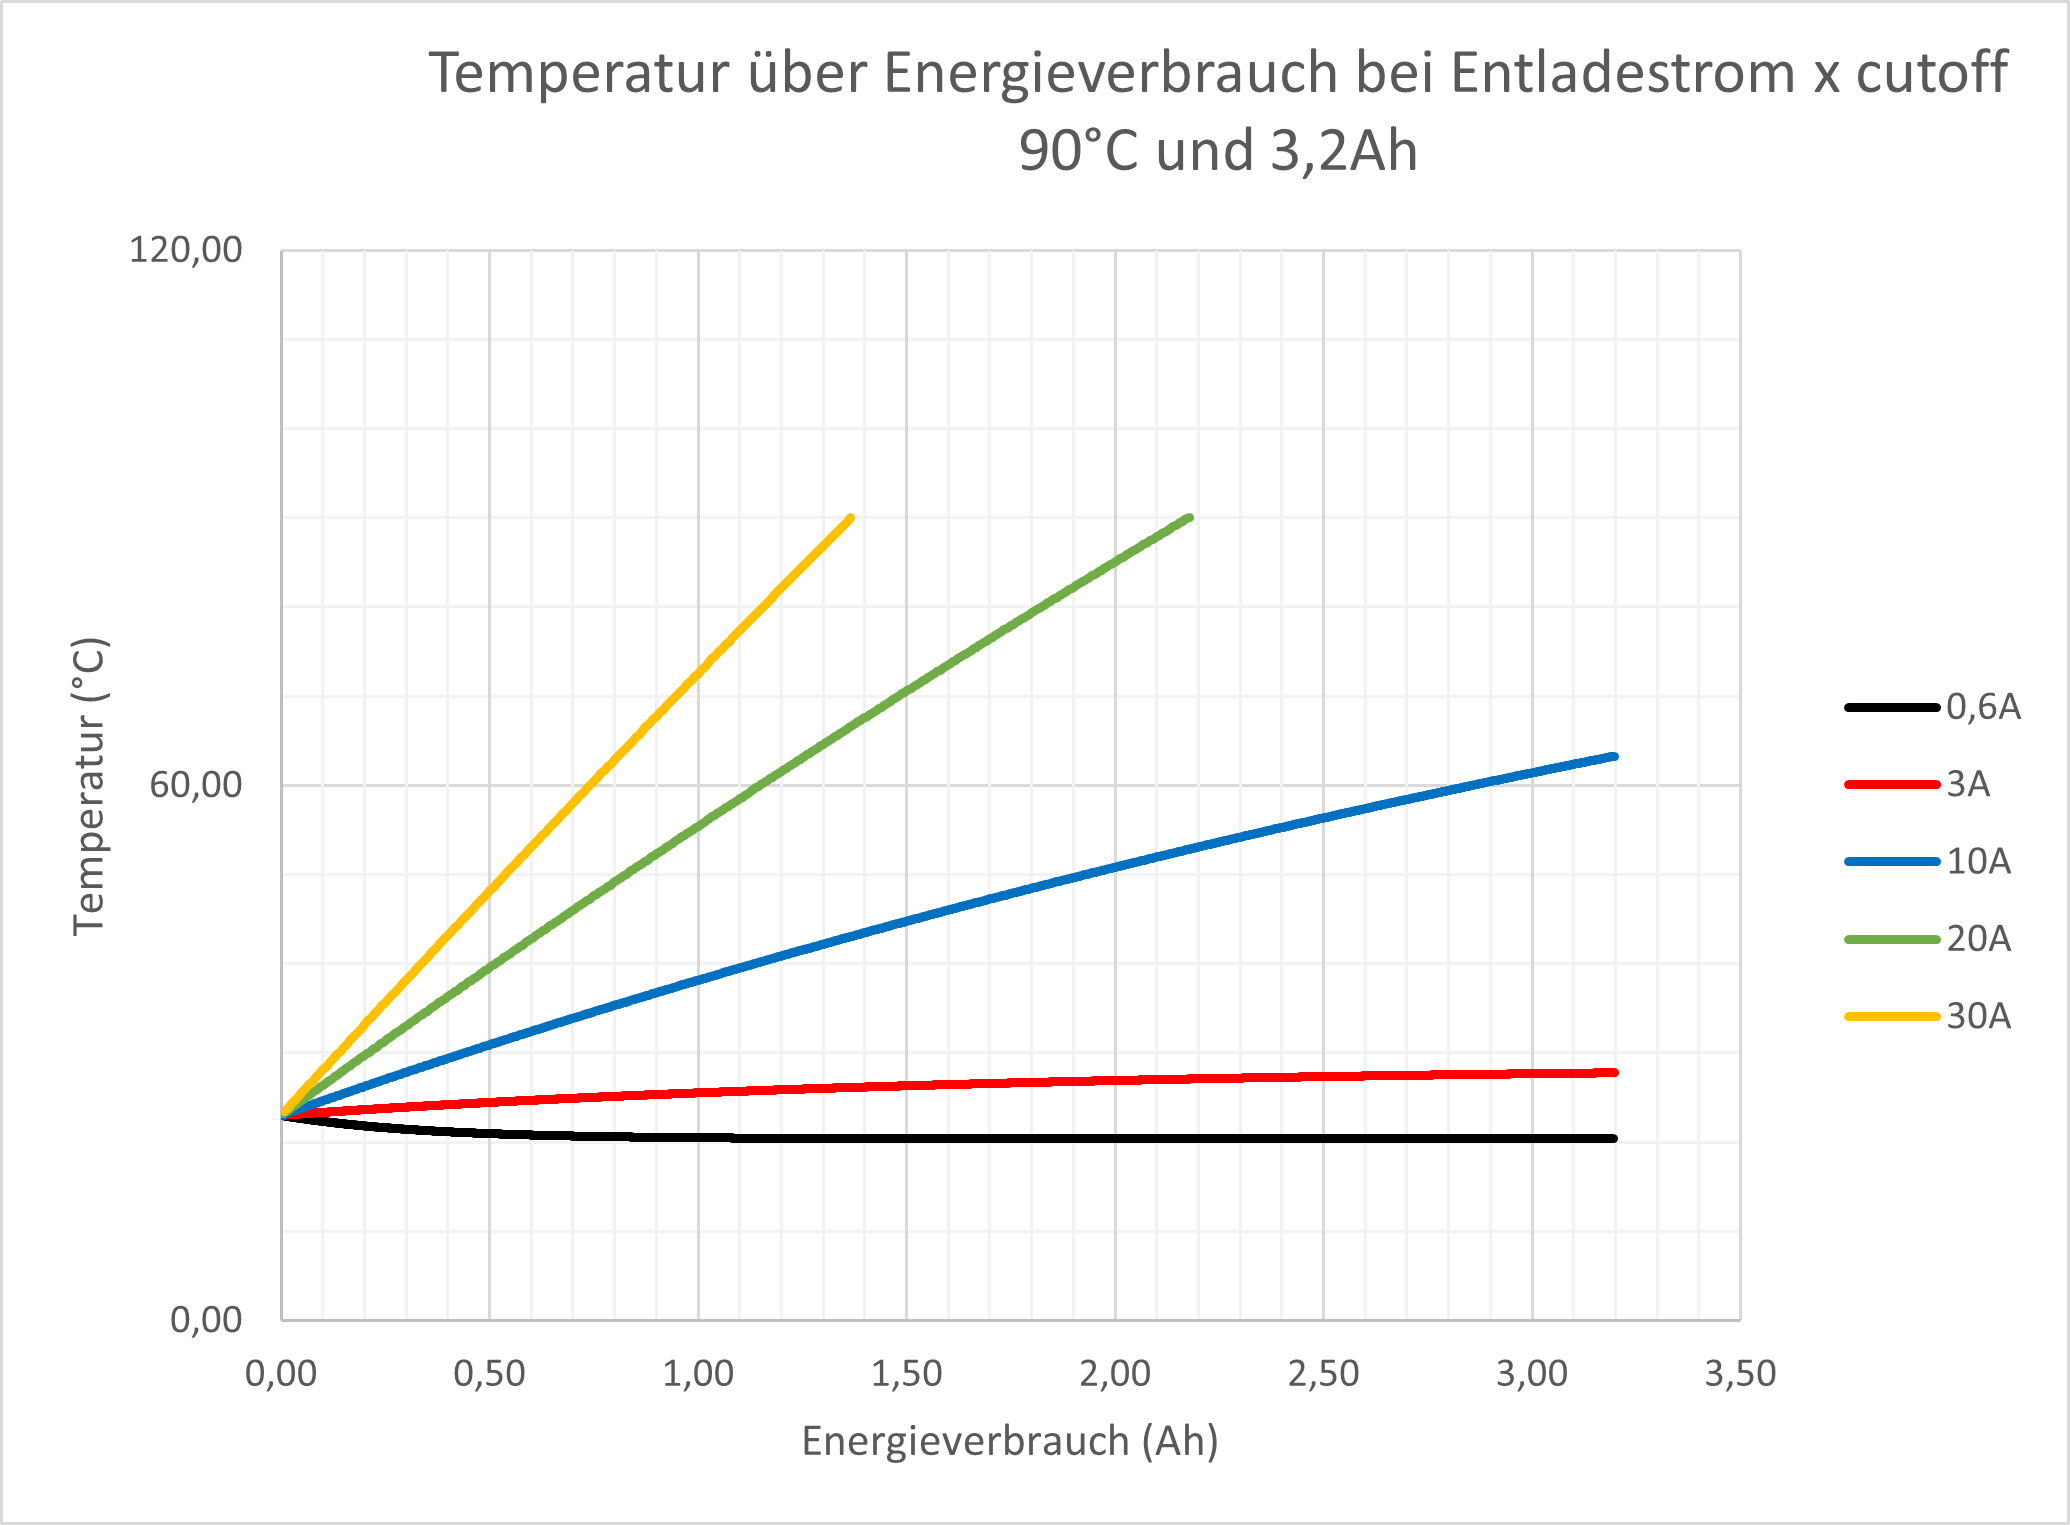 Temperatur über Energieverbrauch bei Entladestrom x cutoff
90°C und 3,2Ah
120,00
60,00
0,00
Temperatur (°C)
0,00 0,50 1,00 1,50 2,00 2,50 3,00 3,50
Energieverbrauch (Ah)
0,6A
3A
10A
20A
30A